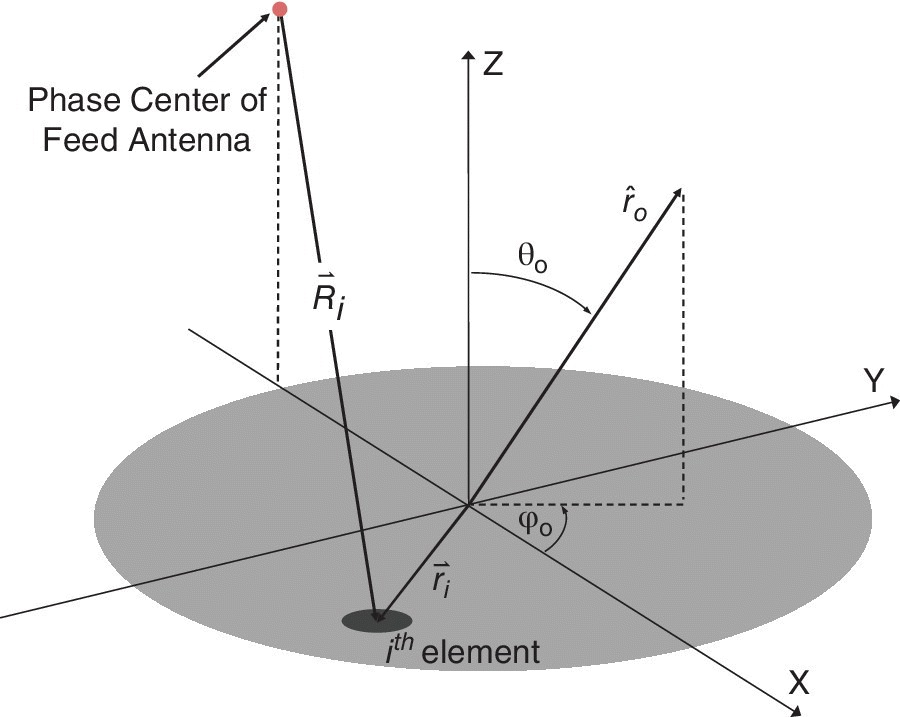 Z
Phase Center of
Feed Antenna
r̂ₒ
θₒ
R⃗ᵢ
Y
φₒ
r⃗ᵢ
iᵗʰ element
X